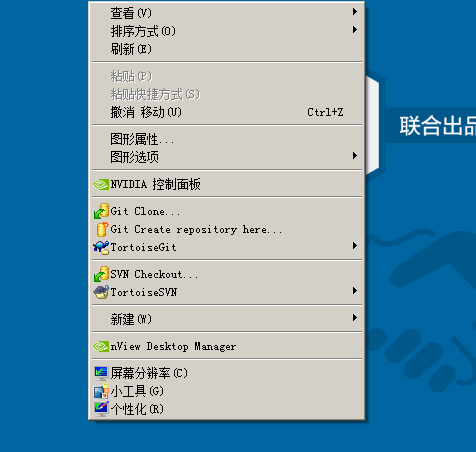 查看(V)
排序方式(O)
刷新(E)
粘贴(P)
粘贴快捷方式(S)
撤消 移动(U) Ctrl+Z
图形属性...
图形选项
NVIDIA 控制面板
Git Clone...
Git Create repository here...
TortoiseGit
SVN Checkout...
TortoiseSVN
新建(W)
nView Desktop Manager
屏幕分辨率(C)
小工具(G)
个性化(R)
联合出品